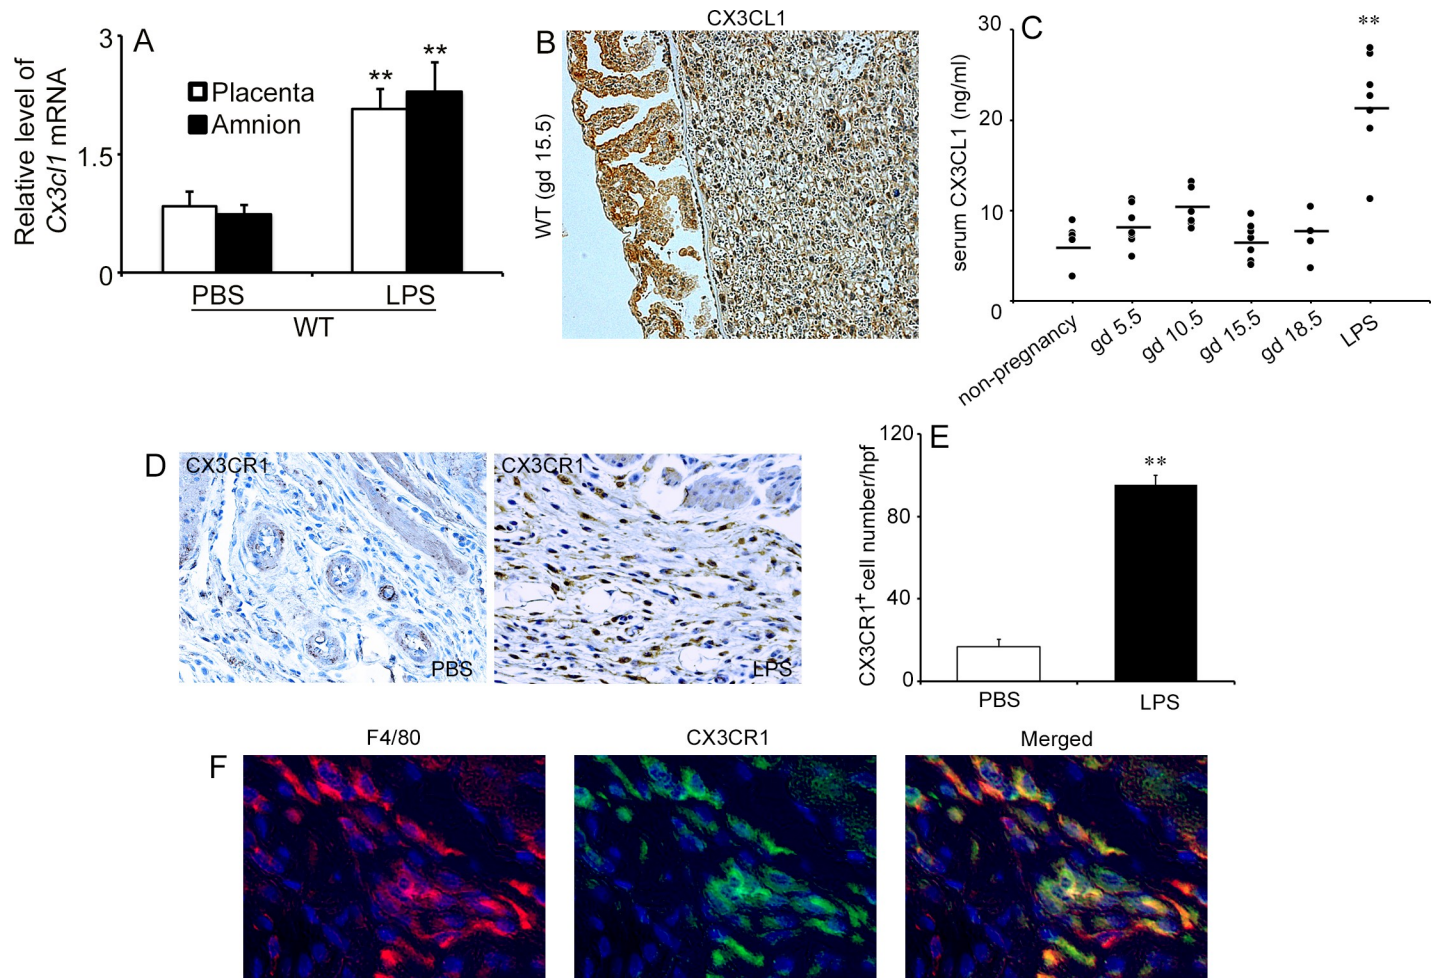 A
3
1.5
0
Relative level of
Cx3cl1 mRNA
Placenta
Amnion
**
**
PBS
LPS
WT
B
CX3CL1
WT (gd 15.5)
C
30
20
10
0
serum CX3CL1 (ng/ml)
**
non-pregnancy
gd 5.5
gd 10.5
gd 15.5
gd 18.5
LPS
D
CX3CR1
PBS
CX3CR1
LPS
E
120
80
40
0
CX3CR1+ cell number/hpf
**
PBS
LPS
F
F4/80
CX3CR1
Merged